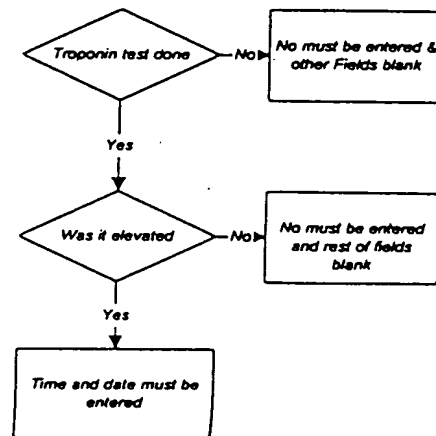 Troponin test done
No
No must be entered &
other Fields blank
Yes
Was it elevated
No
No must be entered
and rest of fields
blank
Yes
Time and date must be
entered